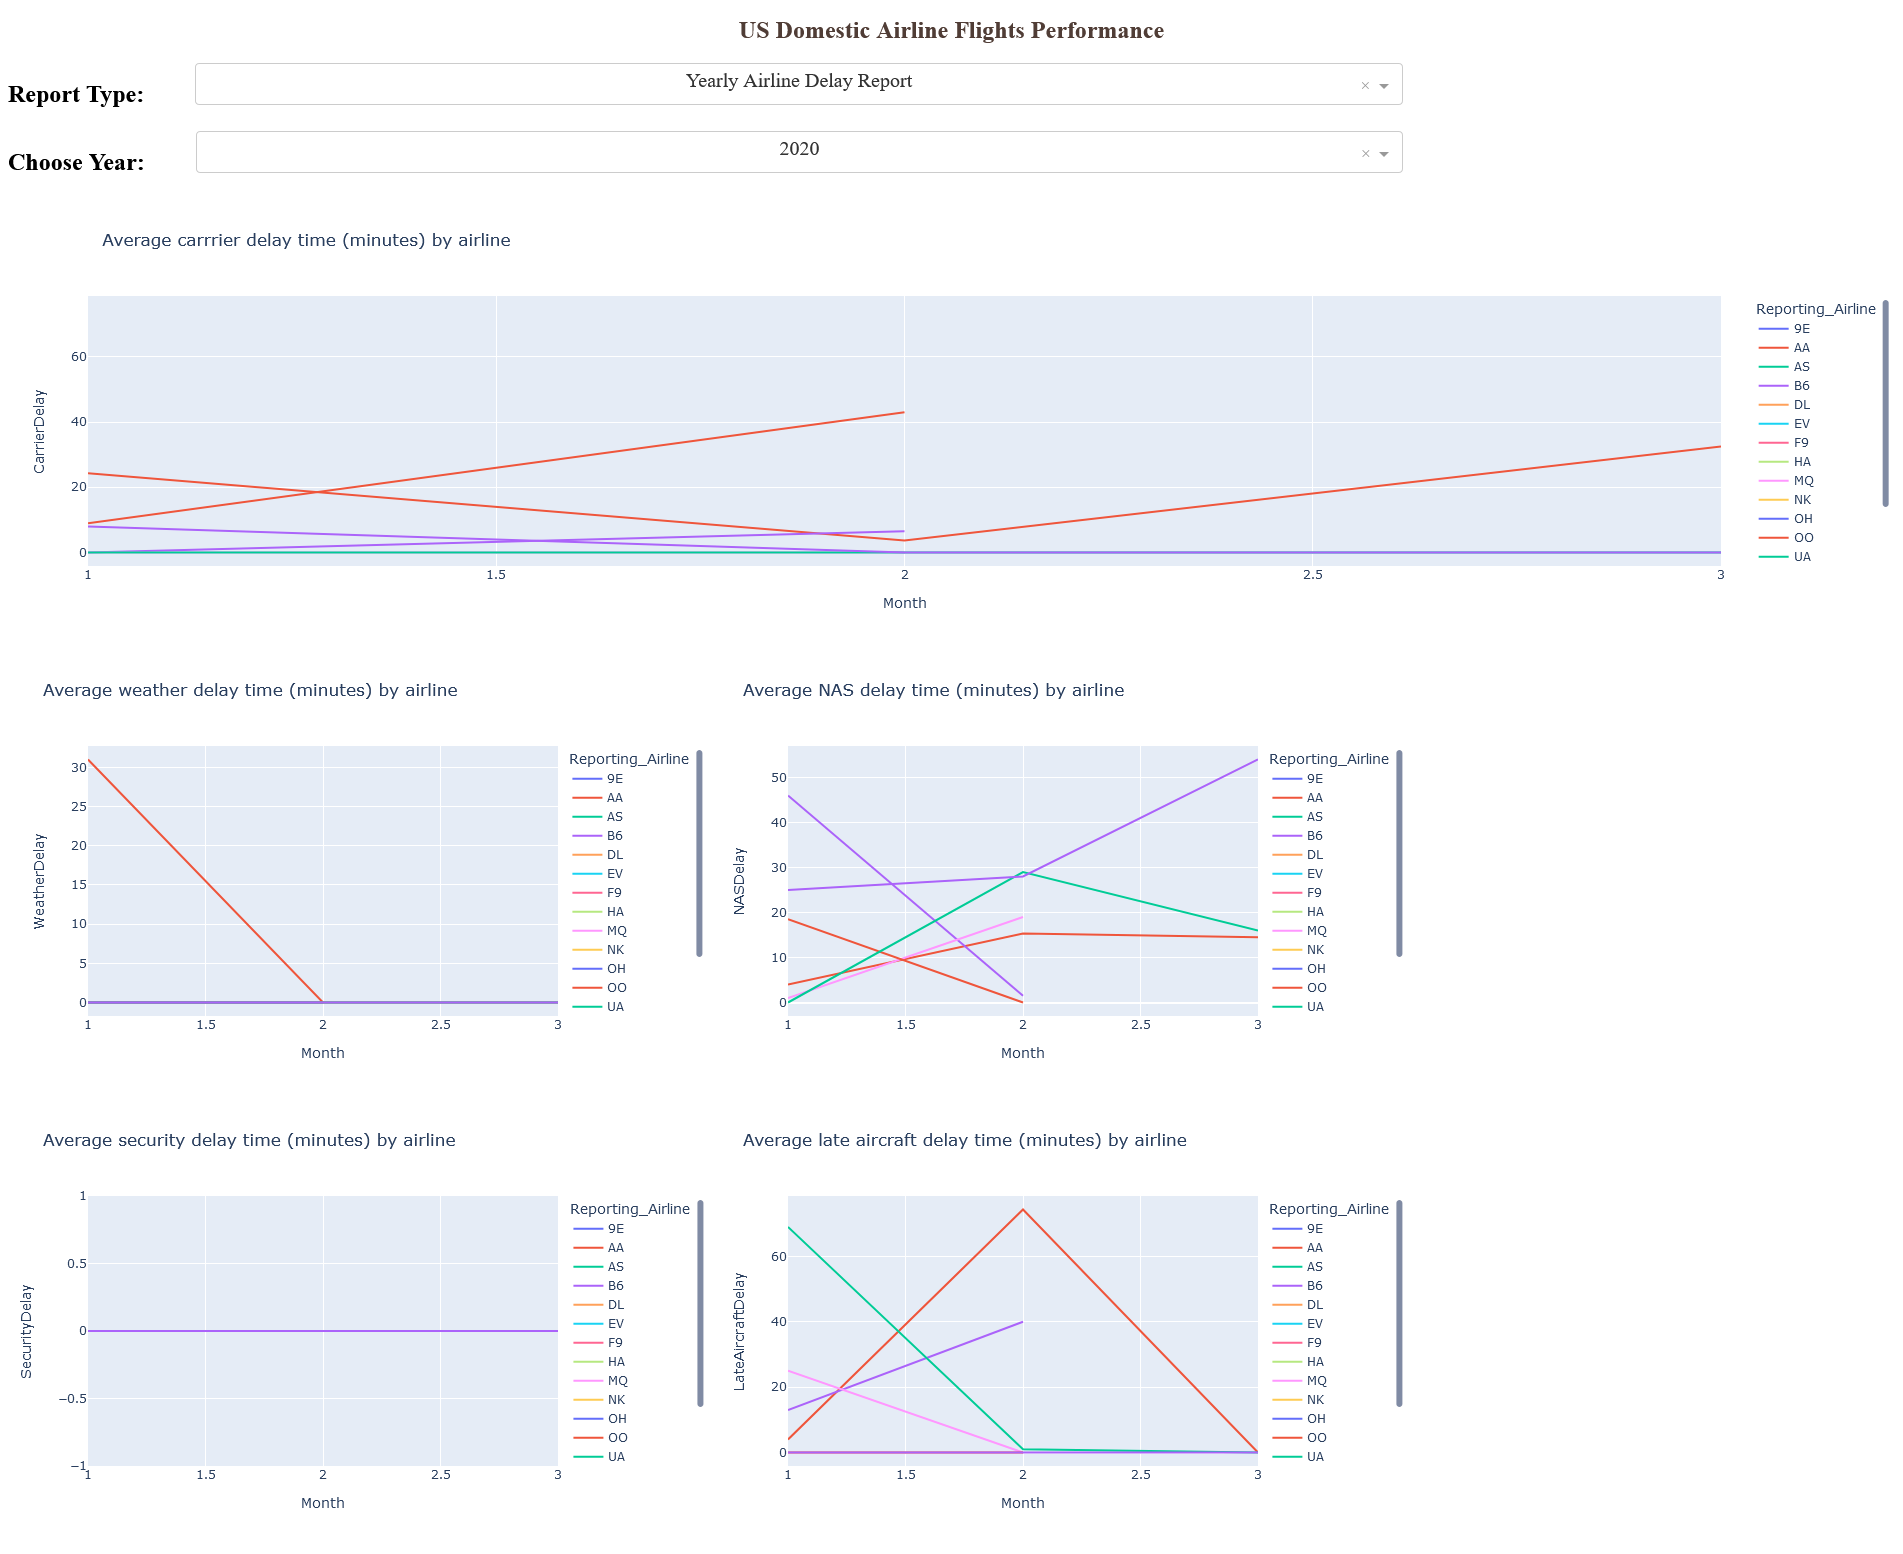 US Domestic Airline Flights Performance
Report Type:
Yearly Airline Delay Report
×
Choose Year:
2020
×
Average carrrier delay time (minutes) by airline
CarrierDelay
60
40
20
0
1 1.5 2 2.5 3
Month
Reporting_Airline
9E
AA
AS
B6
DL
EV
F9
HA
MQ
NK
OH
OO
UA
Average weather delay time (minutes) by airline
WeatherDelay
30
25
20
15
10
5
0
1 1.5 2 2.5 3
Month
Reporting_Airline
9E
AA
AS
B6
DL
EV
F9
HA
MQ
NK
OH
OO
UA
Average NAS delay time (minutes) by airline
NASDelay
50
40
30
20
10
0
1 1.5 2 2.5 3
Month
Reporting_Airline
9E
AA
AS
B6
DL
EV
F9
HA
MQ
NK
OH
OO
UA
Average security delay time (minutes) by airline
SecurityDelay
1
0.5
0
−0.5
−1
1 1.5 2 2.5 3
Month
Reporting_Airline
9E
AA
AS
B6
DL
EV
F9
HA
MQ
NK
OH
OO
UA
Average late aircraft delay time (minutes) by airline
LateAircraftDelay
60
40
20
0
1 1.5 2 2.5 3
Month
Reporting_Airline
9E
AA
AS
B6
DL
EV
F9
HA
MQ
NK
OH
OO
UA